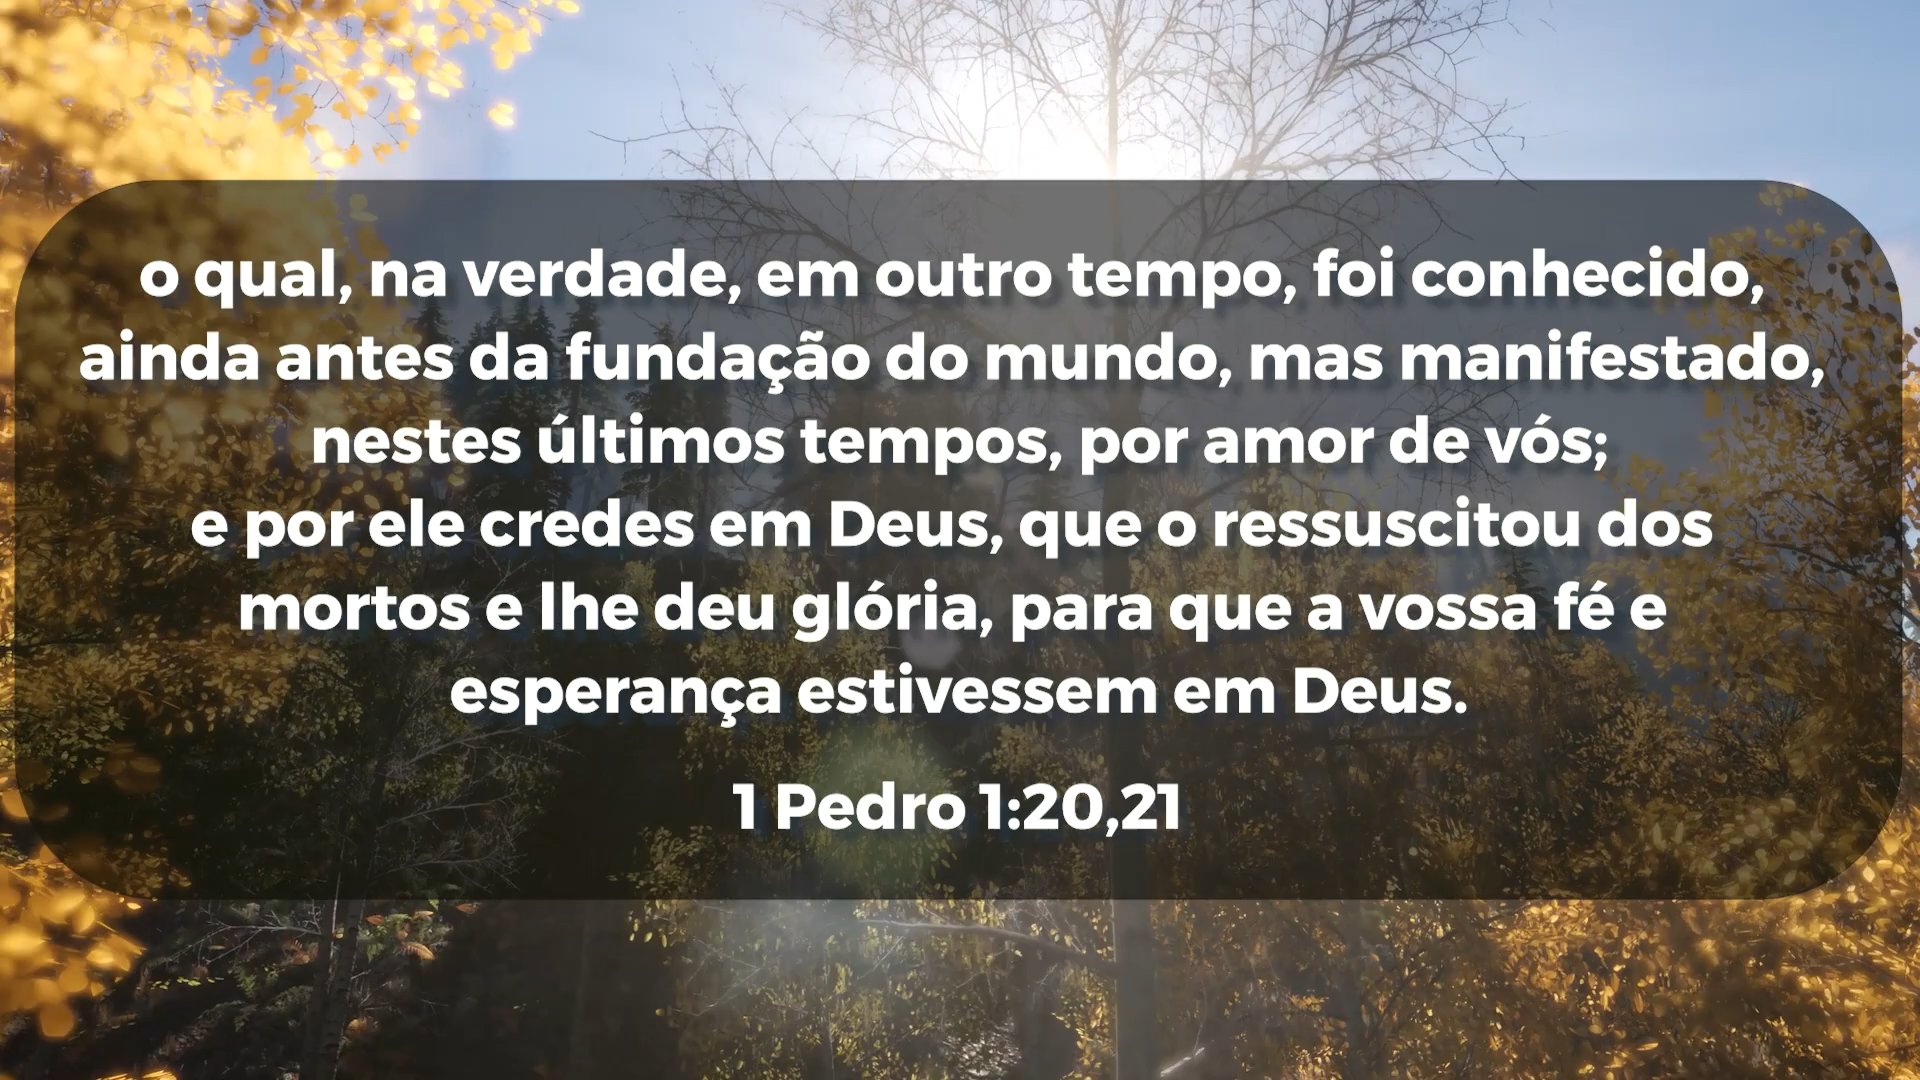 o qual, na verdade, em outro tempo, foi conhecido,
ainda antes da fundação do mundo, mas manifestado,
nestes últimos tempos, por amor de vós;
e por ele credes em Deus, que o ressuscitou dos
mortos e lhe deu glória, para que a vossa fé e
esperança estivessem em Deus.
1 Pedro 1:20,21